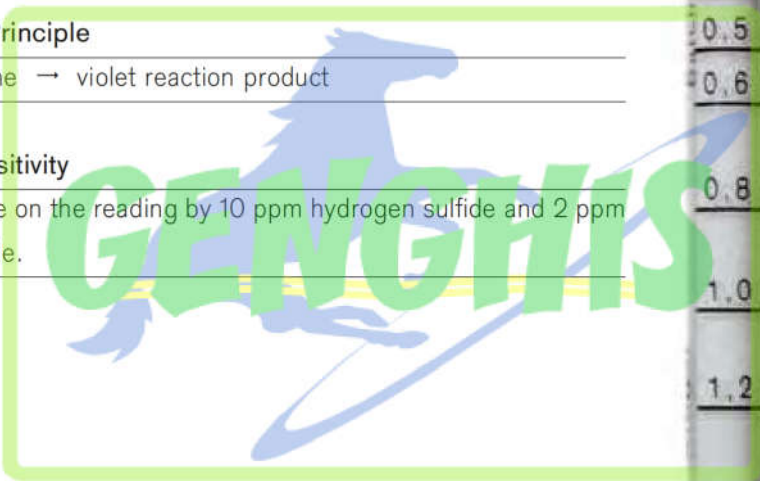 rinciple
ne → violet reaction product
sitivity
e on the reading by 10 ppm hydrogen sulfide and 2 ppm
e.
GENGHIS
0.5
0.6
0.8
1.0
1.2